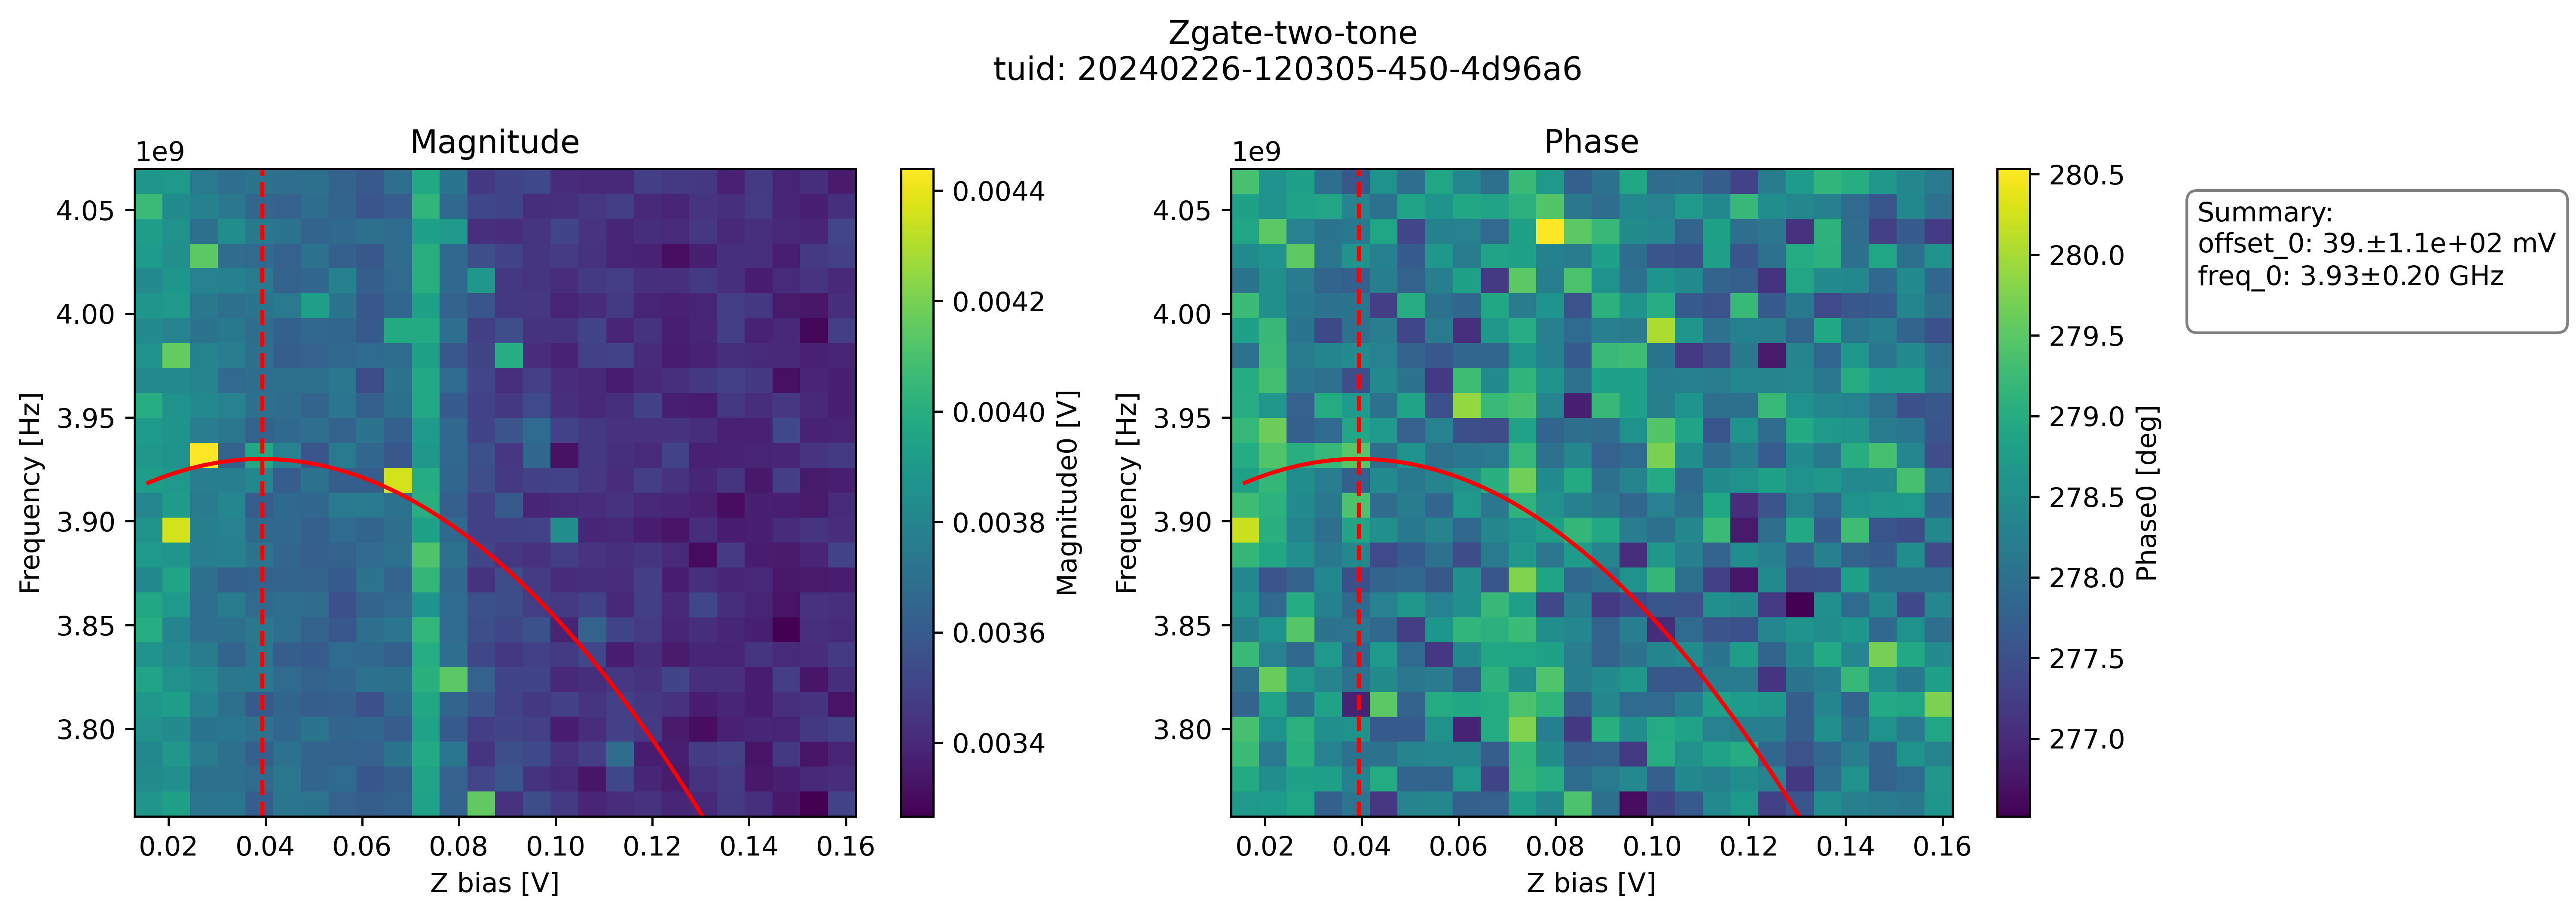 Zgate-two-tone
tuid: 20240226-120305-450-4d96a6
Magnitude
1e9
4.05
4.00
3.95
3.90
3.85
3.80
Frequency [Hz]
0.02 0.04 0.06 0.08 0.10 0.12 0.14 0.16
Z bias [V]
0.0044
0.0042
0.0040
0.0038
0.0036
0.0034
Magnitude0 [V]
Phase
1e9
4.05
4.00
3.95
3.90
3.85
3.80
Frequency [Hz]
0.02 0.04 0.06 0.08 0.10 0.12 0.14 0.16
Z bias [V]
280.5
280.0
279.5
279.0
278.5
278.0
277.5
277.0
Phase0 [deg]
Summary:
offset_0: 39.±1.1e+02 mV
freq_0: 3.93±0.20 GHz